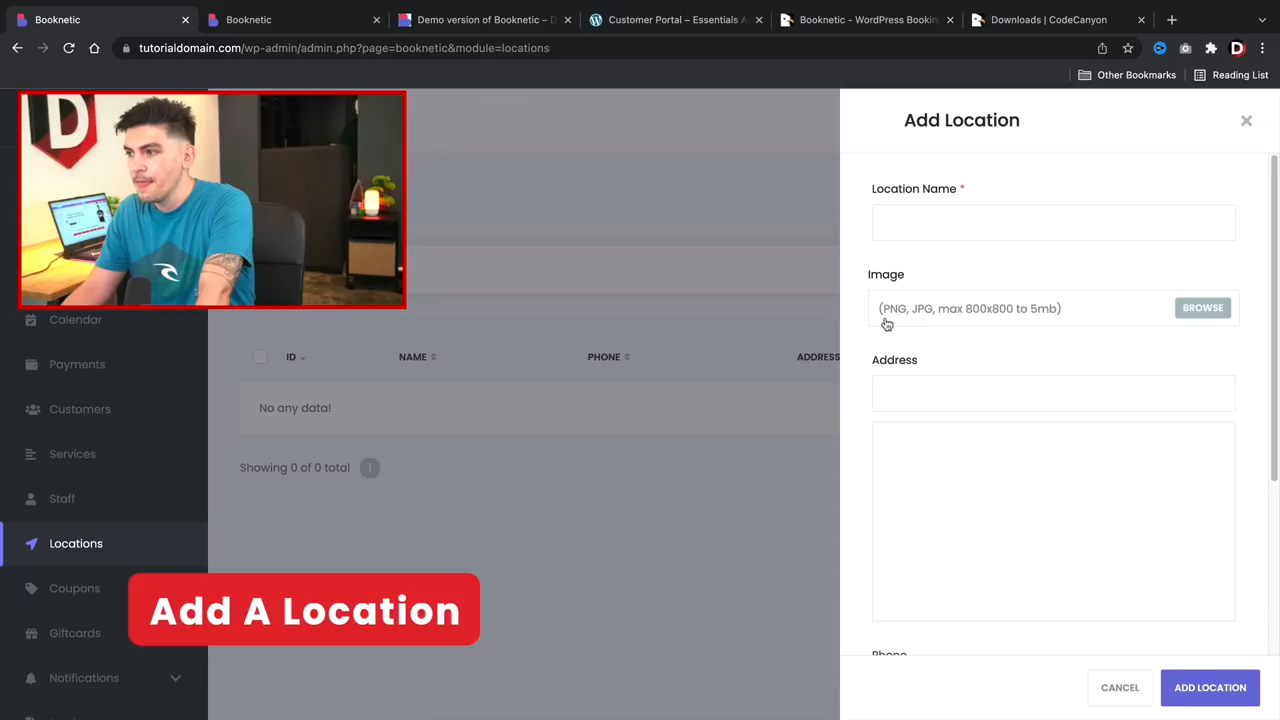 Booknetic
Booknetic
Demo version of Booknetic – D
Customer Portal – Essentials A
Booknetic - WordPress Bookin
Downloads | CodeCanyon
tutorialdomain.com/wp-admin/admin.php?page=booknetic&module=locations
Other Bookmarks
Reading List
D
Calendar
Payments
Customers
Services
Staff
Locations
Coupons
Giftcards
Notifications
ID
NAME
PHONE
ADDRESS
No any data!
Showing 0 of 0 total 1
Add A Location
Add Location
Location Name *
Image
(PNG, JPG, max 800x800 to 5mb)
BROWSE
Address
Phone
CANCEL
ADD LOCATION